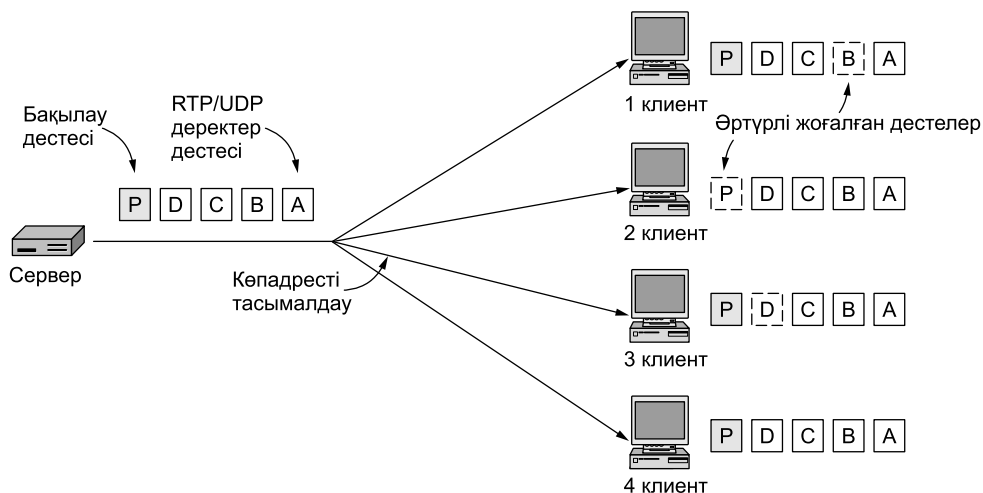 P D C B A
1 клиент
Бақылау
дестесі
RTP/UDP
деректер
дестесі
Әртүрлі жоғалған дестелер
P D C B A
P D C B A
2 клиент
Сервер
Көпадресті
тасымалдау
P D C B A
3 клиент
P D C B A
4 клиент